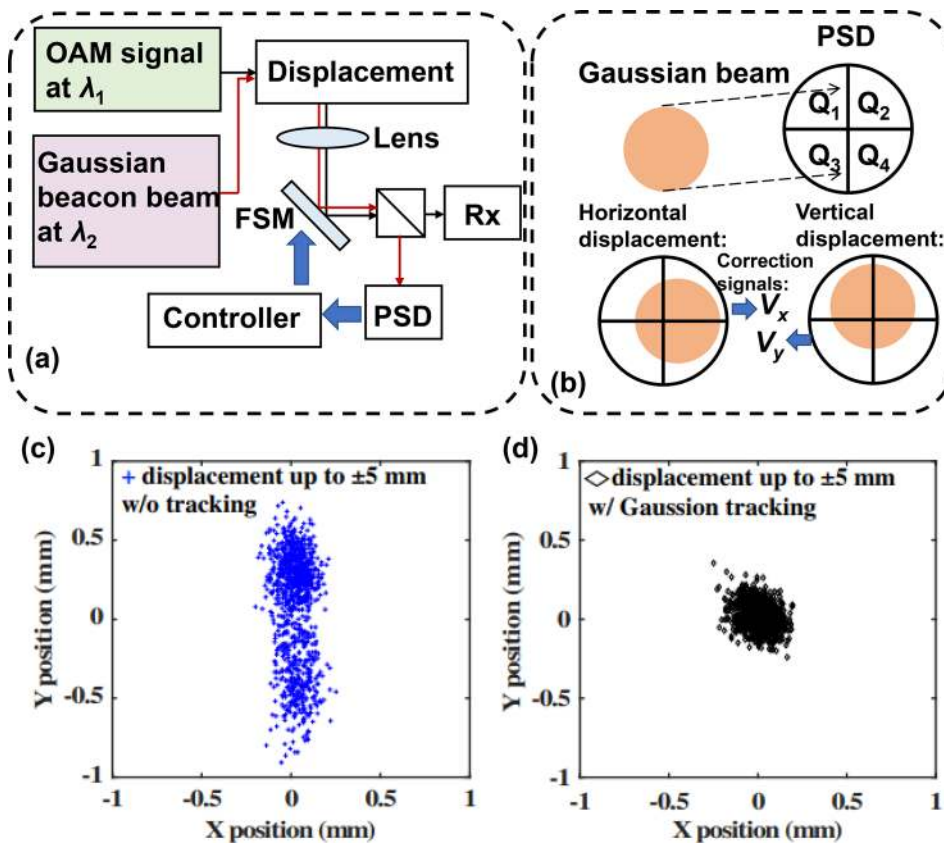 (a)
OAM signal
at λ₁
Displacement
Lens
Gaussian
beacon beam
at λ₂
FSM
Rx
Controller
PSD
(b)
PSD
Gaussian beam
Q₁ Q₂
Q₃ Q₄
Horizontal
displacement:
Vertical
displacement:
Correction
signals:
Vₓ
V_y
(c)
+ displacement up to ±5 mm
w/o tracking
Y position (mm)
1
0.5
0
-0.5
-1
-1 -0.5 0 0.5 1
X position (mm)
(d)
◇displacement up to ±5 mm
w/ Gaussion tracking
Y position (mm)
1
0.5
0
-0.5
-1
-1 -0.5 0 0.5 1
X position (mm)